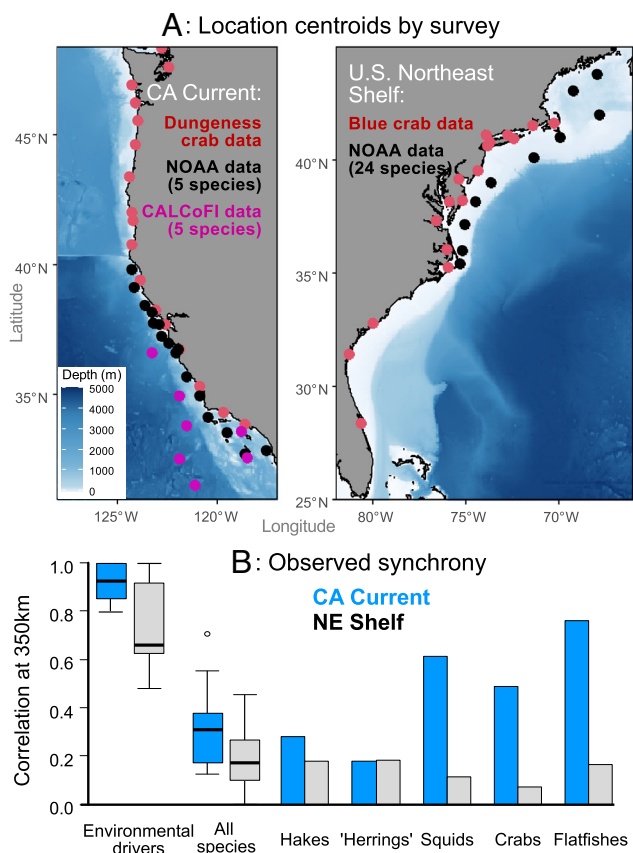 A: Location centroids by survey
CA Current:
Dungeness
crab data
NOAA data
(5 species)
CALCoFI data
(5 species)
U.S. Northeast
Shelf:
Blue crab data
NOAA data
(24 species)
Latitude
45°N
40°N
35°N
Depth (m)
5000
4000
3000
2000
1000
0
125°W
120°W
40°N
35°N
30°N
25°N
80°W
75°W
70°W
Longitude
B: Observed synchrony
CA Current
NE Shelf
Correlation at 350km
1.0
0.8
0.6
0.4
0.2
0.0
Environmental
drivers
All
species
Hakes
'Herrings'
Squids
Crabs
Flatfishes